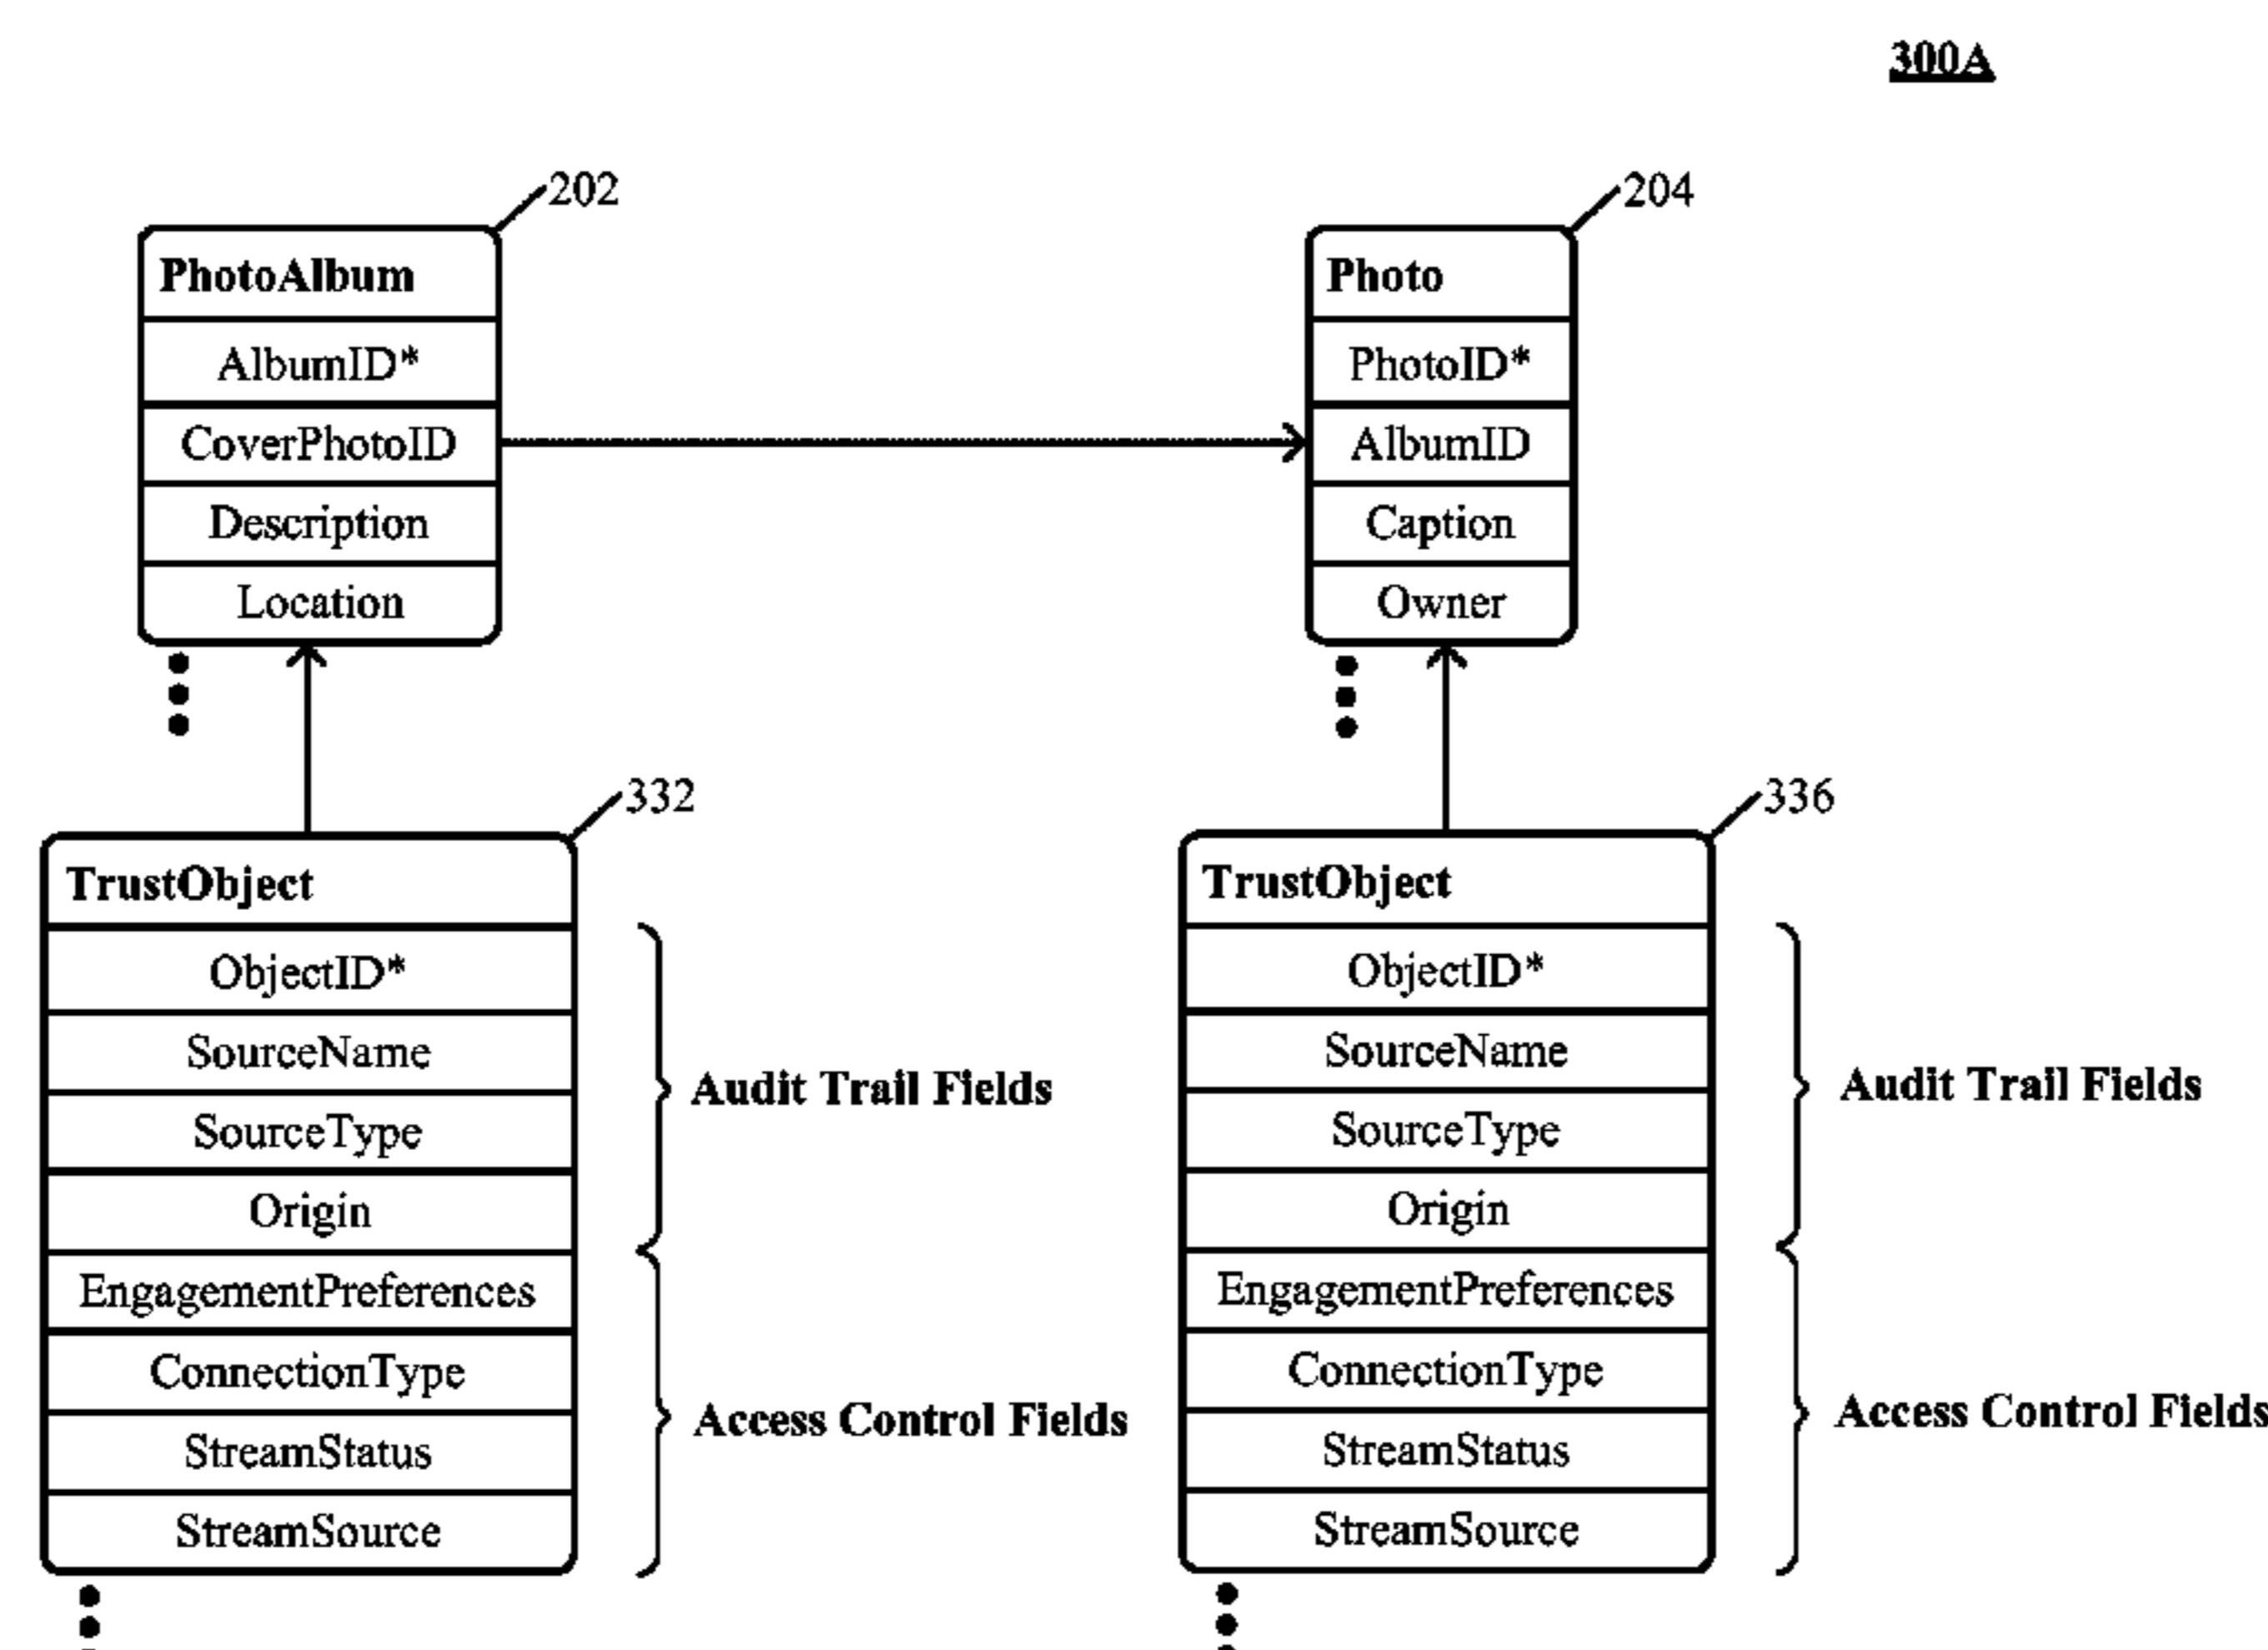 300A
202
PhotoAlbum
AlbumID*
CoverPhotoID
Description
Location
204
Photo
PhotoID*
AlbumID
Caption
Owner
332
TrustObject
ObjectID*
SourceName
SourceType
Origin
EngagementPreferences
ConnectionType
StreamStatus
StreamSource
Audit Trail Fields
Access Control Fields
336
TrustObject
ObjectID*
SourceName
SourceType
Origin
EngagementPreferences
ConnectionType
StreamStatus
StreamSource
Audit Trail Fields
Access Control Fields